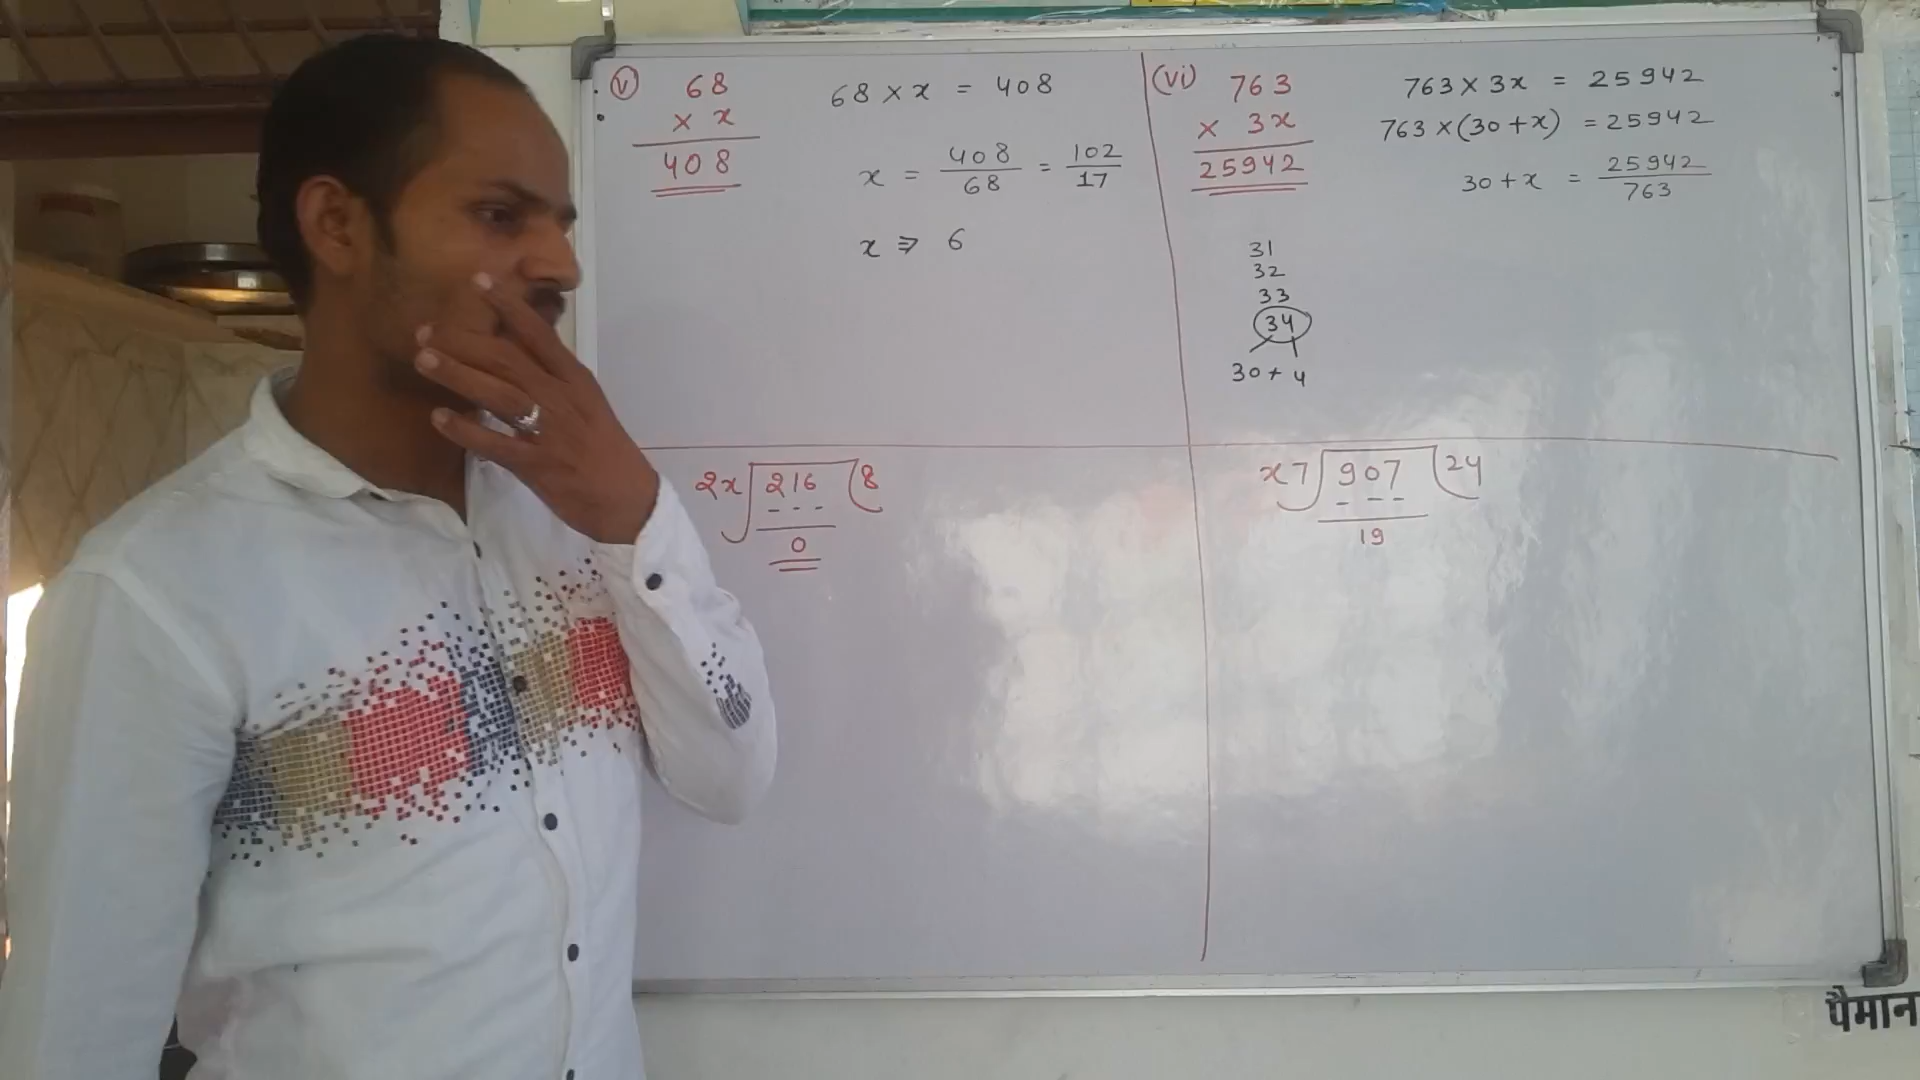 (v) 68
× x
408
68 × x = 408
x = 408/68 = 102/17
x ⇒ 6
(vi) 763
× 3x
25942
763 × 3x = 25942
763 × (30 + x) = 25942
30 + x = 25942/763
31
32
33
34
30 + 4
2x 216 8
- - -
0
x7 907 24
- - -
19
पैमान